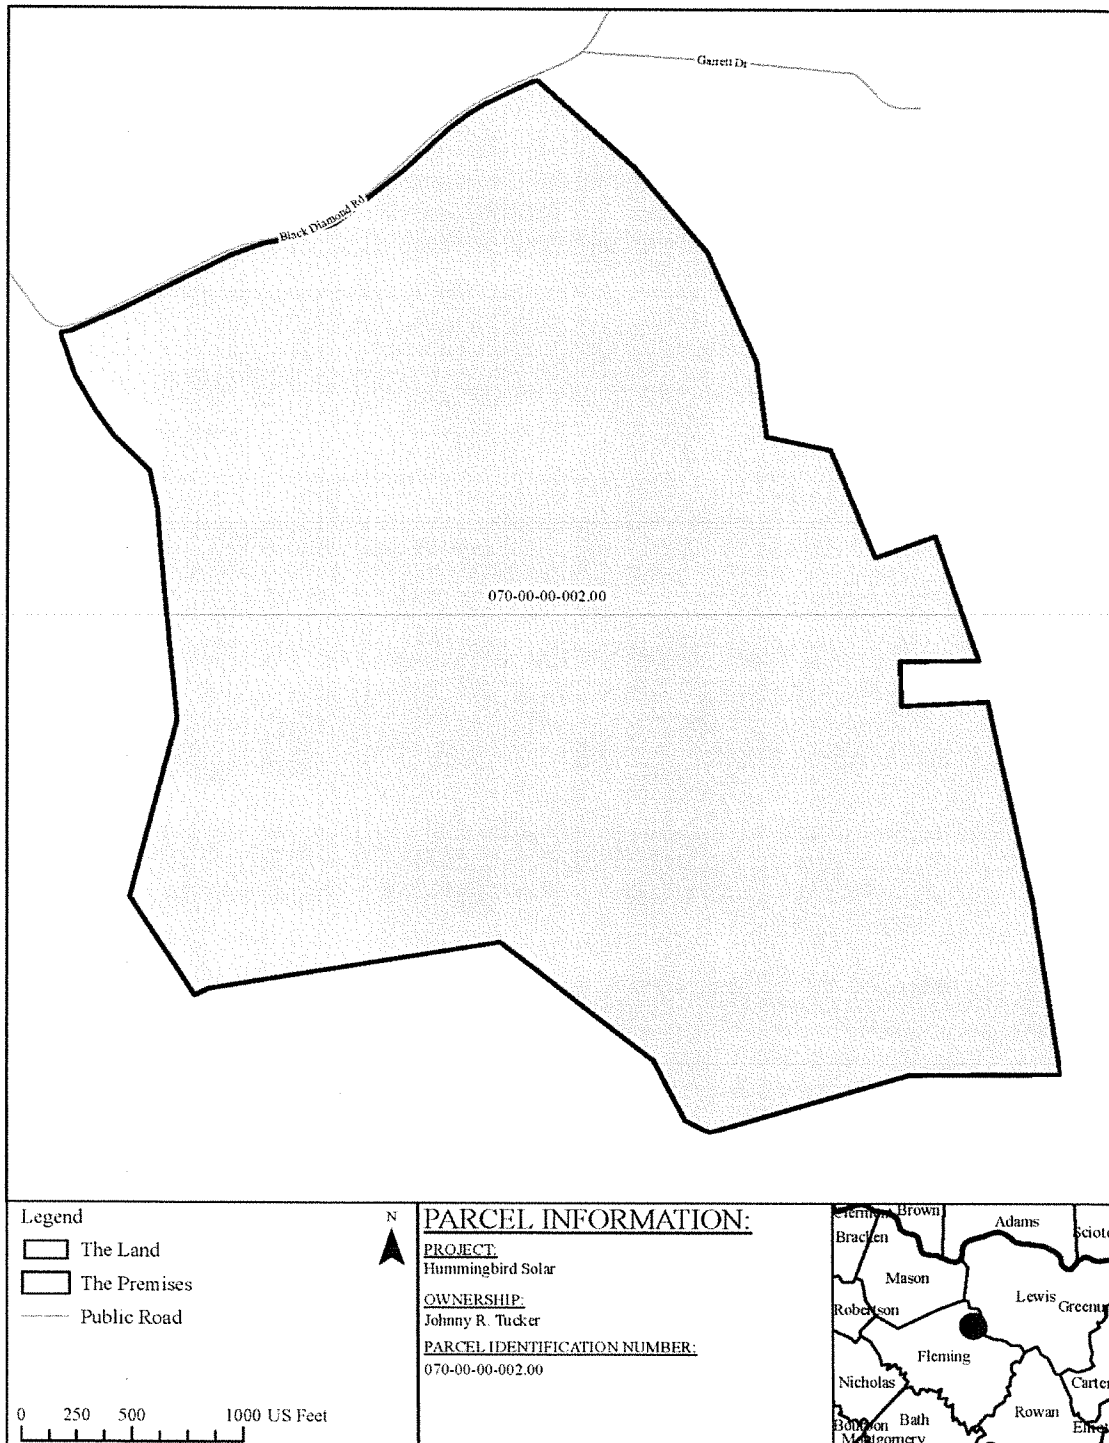 Garrett Dr
Black Diamond Rd
070-00-00-002.00
Legend
The Land
The Premises
Public Road
0 250 500 1000 US Feet
N
PARCEL INFORMATION:
PROJECT:
Hummingbird Solar
OWNERSHIP:
Johnny R. Tucker
PARCEL IDENTIFICATION NUMBER:
070-00-00-002.00
Brown
Adams
Bracken
Mason
Lewis
Robertson
Fleming
Nicholas
Carter
Rowan
Bath
Montgomery